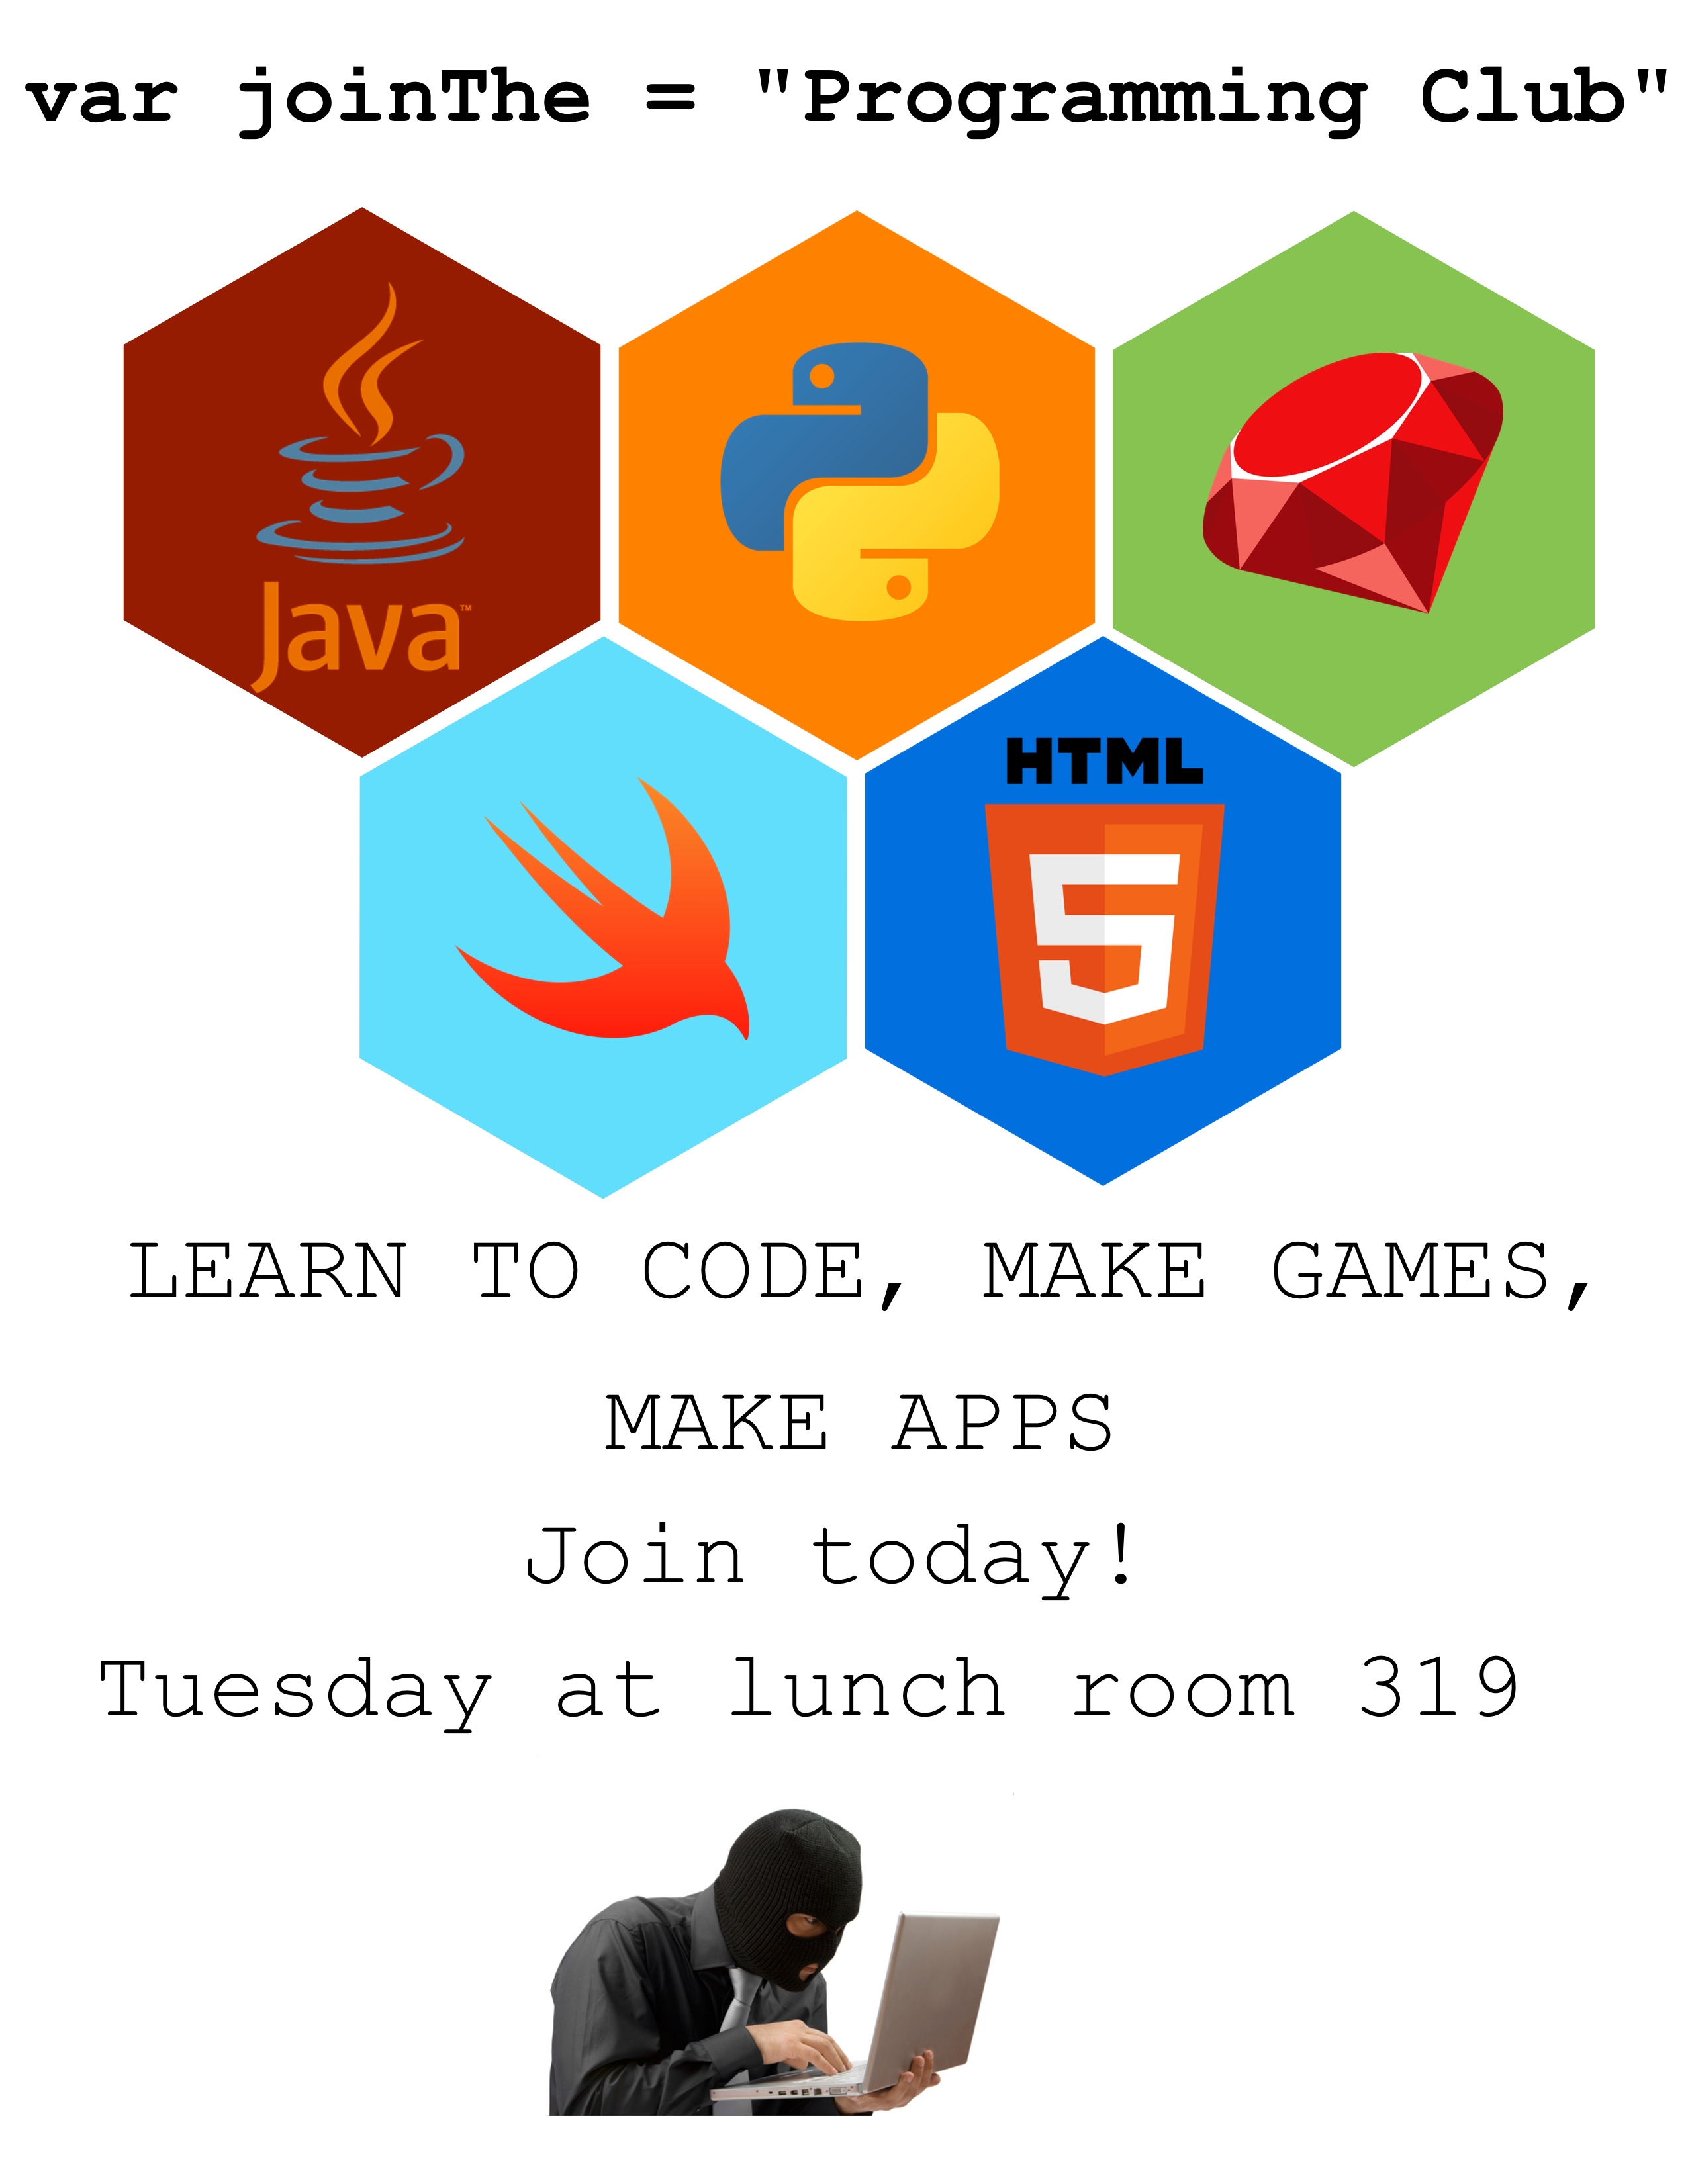 var joinThe = "Programming Club"
Java™
HTML
5
LEARN TO CODE, MAKE GAMES,
MAKE APPS
Join today!
Tuesday at lunch room 319